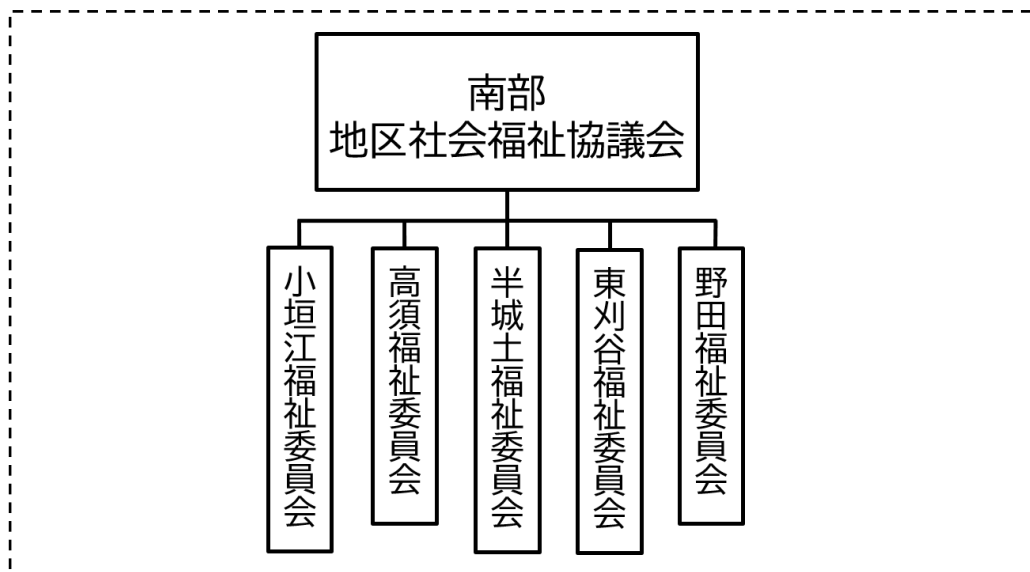 南部
地区社会福祉協議会
小垣江福祉委員会
高須福祉委員会
半城土福祉委員会
東刈谷福祉委員会
野田福祉委員会